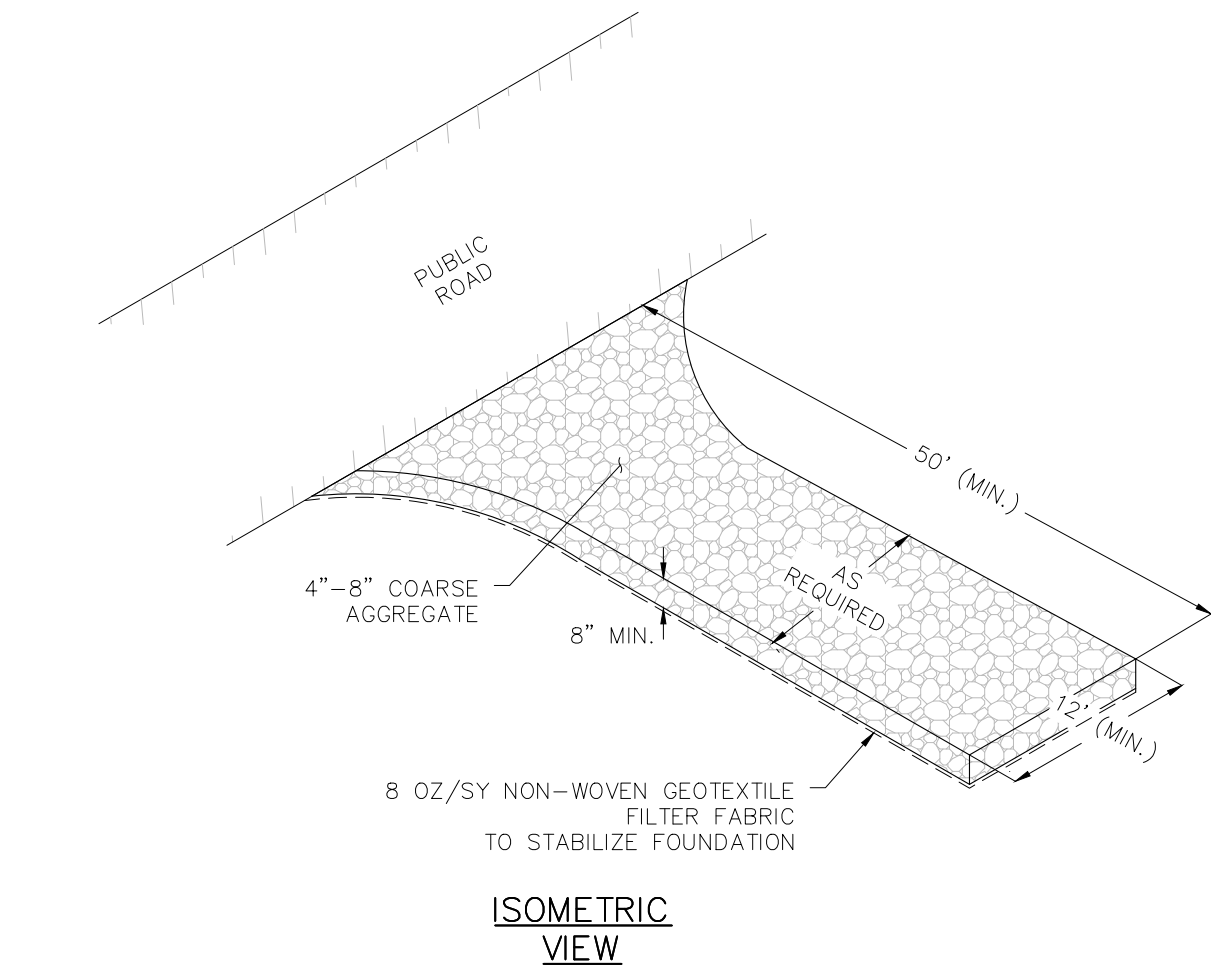 PUBLIC
ROAD
50' (MIN.)
AS
REQUIRED
4"-8" COARSE
AGGREGATE
8" MIN.
12' (MIN.)
8 OZ/SY NON-WOVEN GEOTEXTILE
FILTER FABRIC
TO STABILIZE FOUNDATION
ISOMETRIC
VIEW